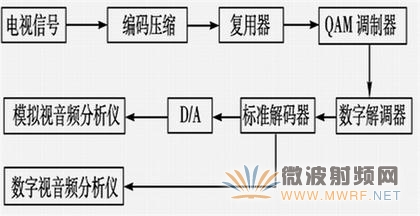 电视信号
编码压缩
复用器
QAM 调制器
模拟视音频分析仪
D/A
标准解码器
数字解调器
数字视音频分析仪
微波射频网
WWW.MWRF.NET